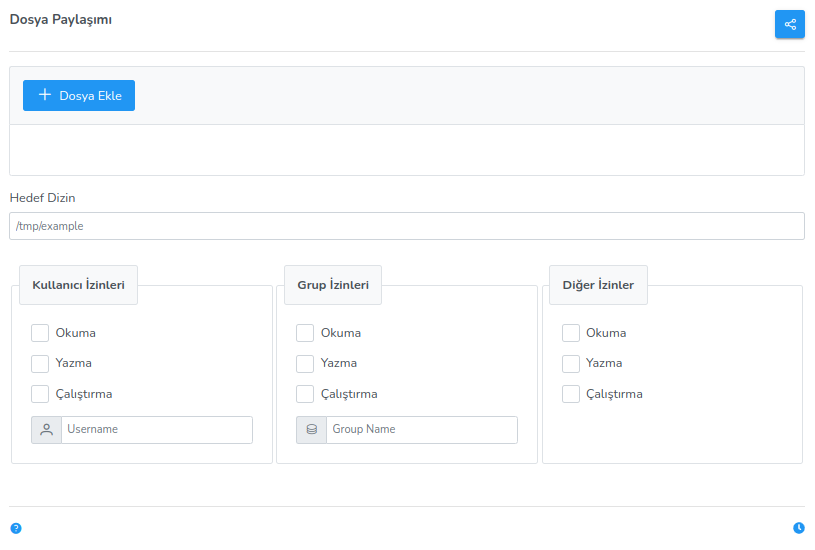 Dosya Paylaşımı
Dosya Ekle
Hedef Dizin
/tmp/example
Kullanıcı İzinleri
Okuma
Yazma
Çalıştırma
Username
Grup İzinleri
Okuma
Yazma
Çalıştırma
Group Name
Diğer İzinler
Okuma
Yazma
Çalıştırma